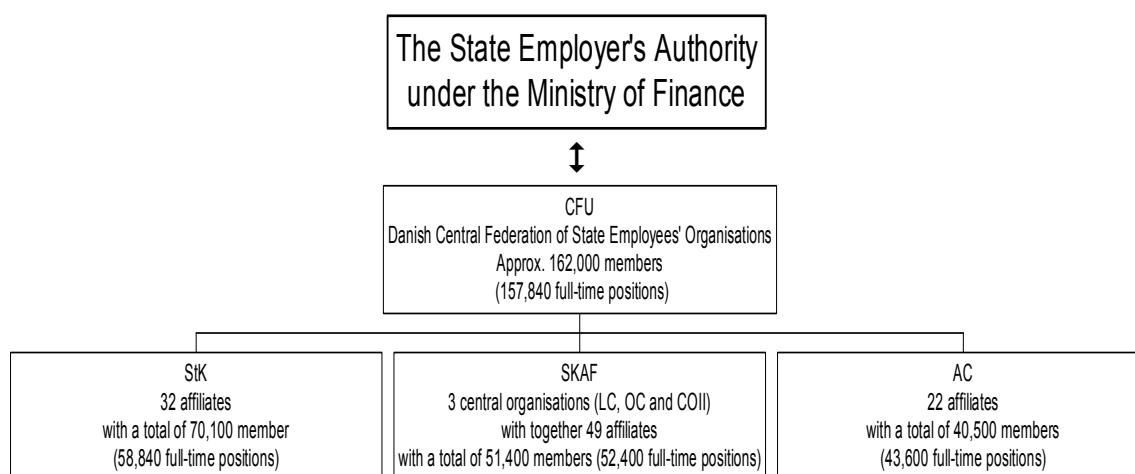 The State Employer's Authority
under the Ministry of Finance
CFU
Danish Central Federation of State Employees' Organisations
Approx. 162,000 members
(157,840 full-time positions)
StK
32 affiliates
with a total of 70,100 member
(58,840 full-time positions)
SKAF
3 central organisations (LC, OC and COII)
with together 49 affiliates
with a total of 51,400 members (52,400 full-time positions)
AC
22 affiliates
with a total of 40,500 members
(43,600 full-time positions)